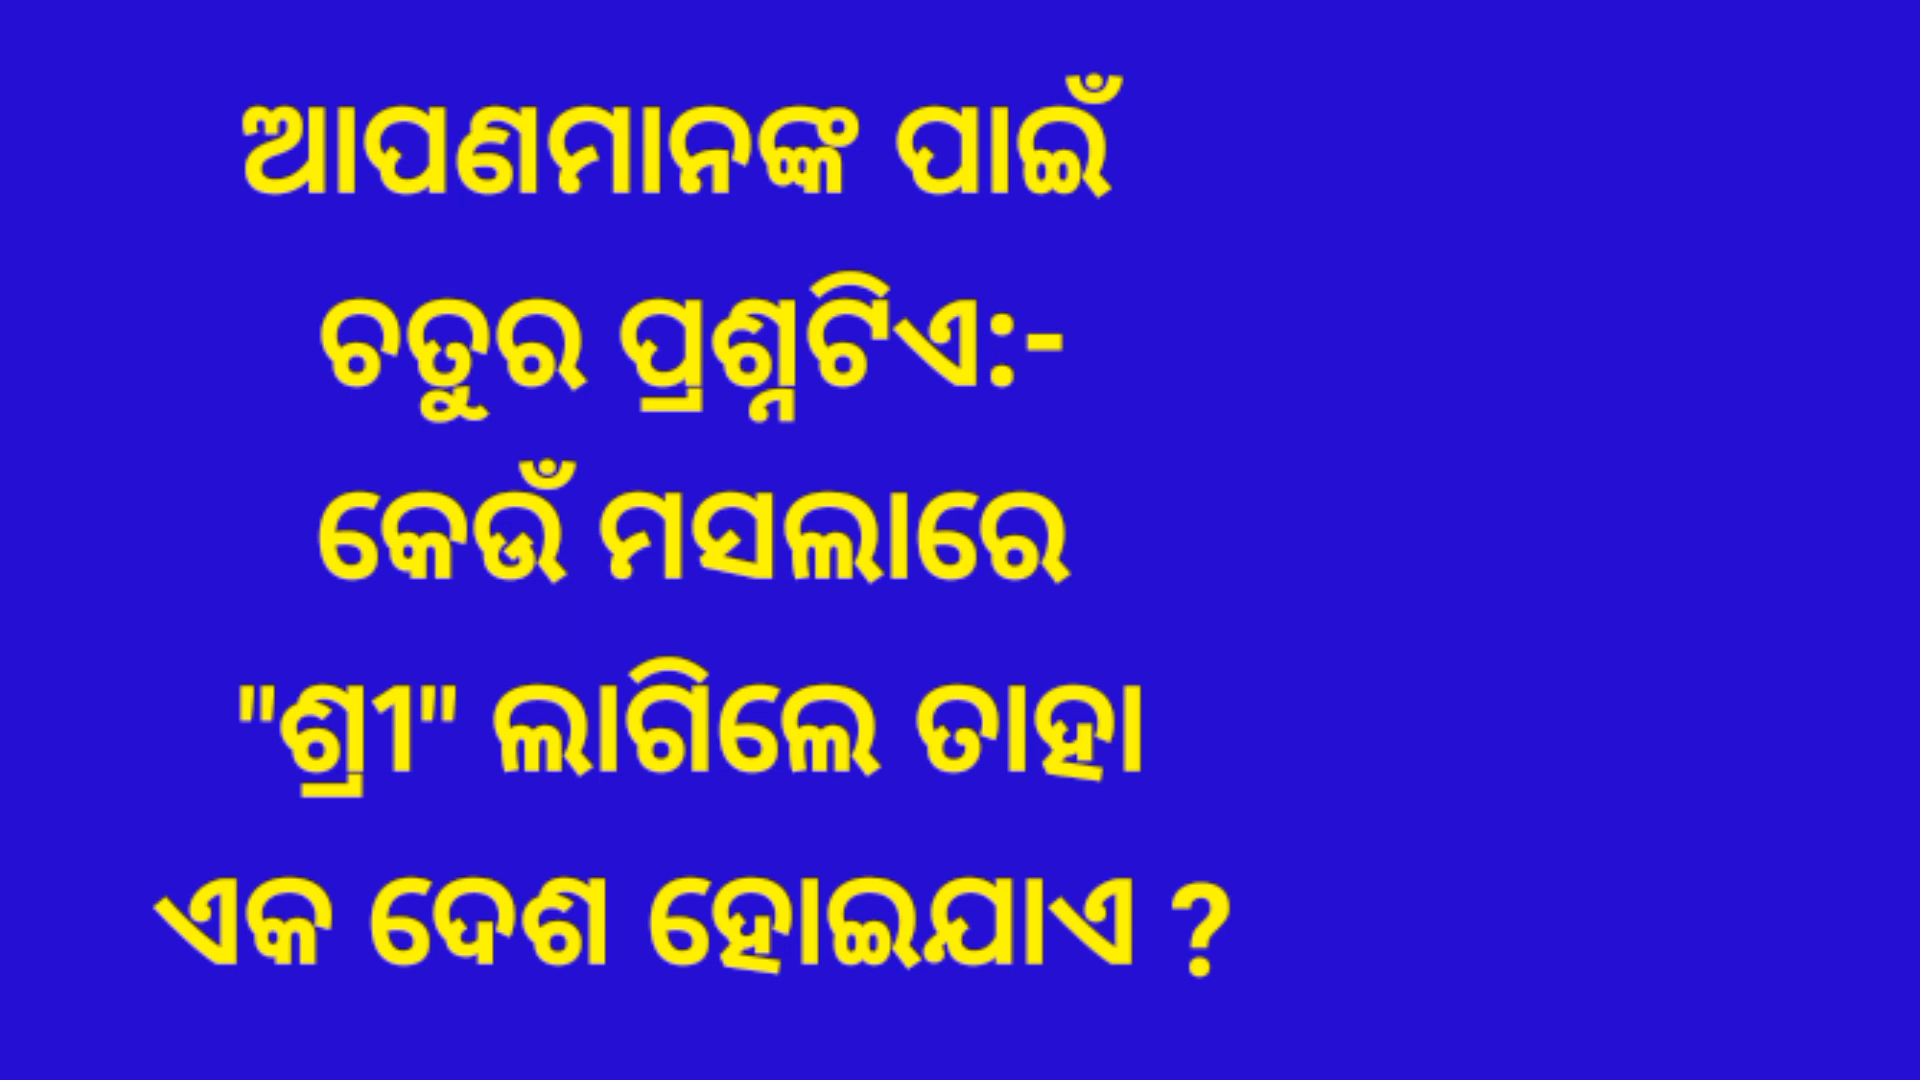 ଆପଣମାନଙ୍କ ପାଇଁ
ଚତୁର ପ୍ରଶ୍ନଟିଏ:-
କେଉଁ ମସଲାରେ
"ଶ୍ରୀ" ଲାଗିଲେ ତାହା
ଏକ ଦେଶ ହୋଇଯାଏ ?